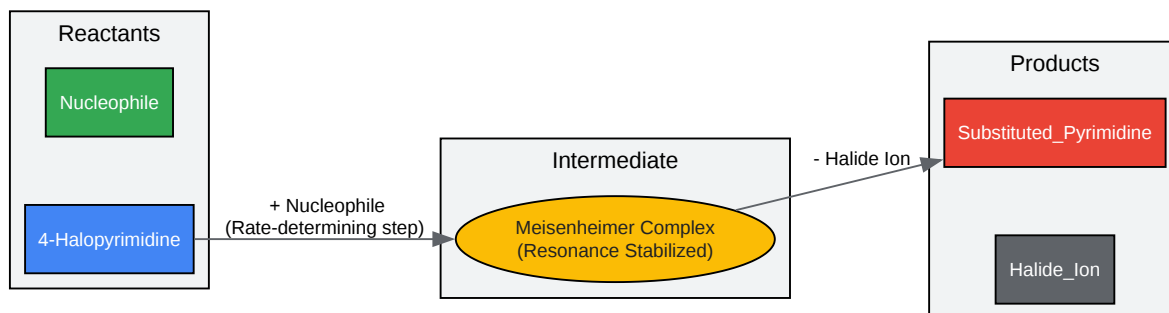 Reactants
Nucleophile
4-Halopyrimidine
+ Nucleophile
(Rate-determining step)
Intermediate
Meisenheimer Complex
(Resonance Stabilized)
- Halide Ion
Products
Substituted_Pyrimidine
Halide_Ion